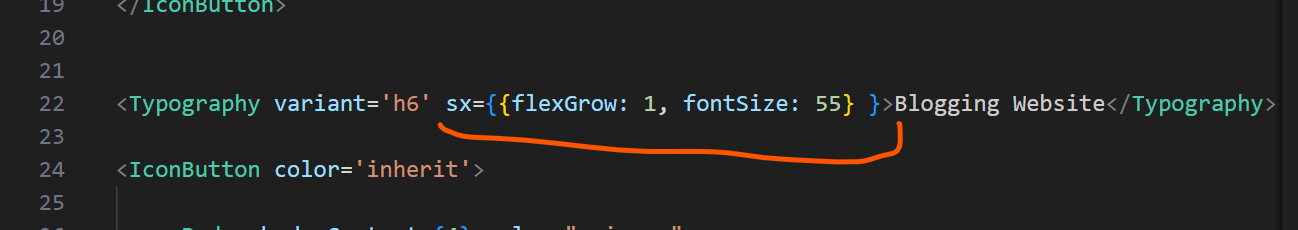 19 </IconButton>
20
21
22 <Typography variant='h6' sx={{flexGrow: 1, fontSize: 55} }>Blogging Website</Typography>
23
24 <IconButton color='inherit'>
25